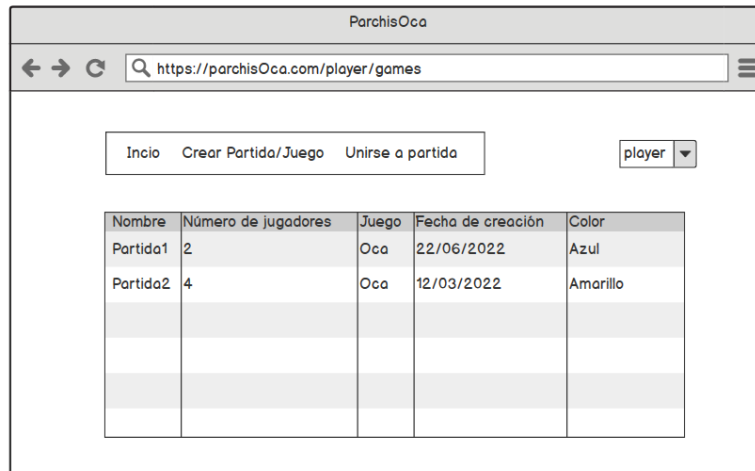 ParchisOca
https://parchisOca.com/player/games
Incio Crear Partida/Juego Unirse a partida player
Nombre Número de jugadores Juego Fecha de creación Color
Partida1 2 Oca 22/06/2022 Azul
Partida2 4 Oca 12/03/2022 Amarillo